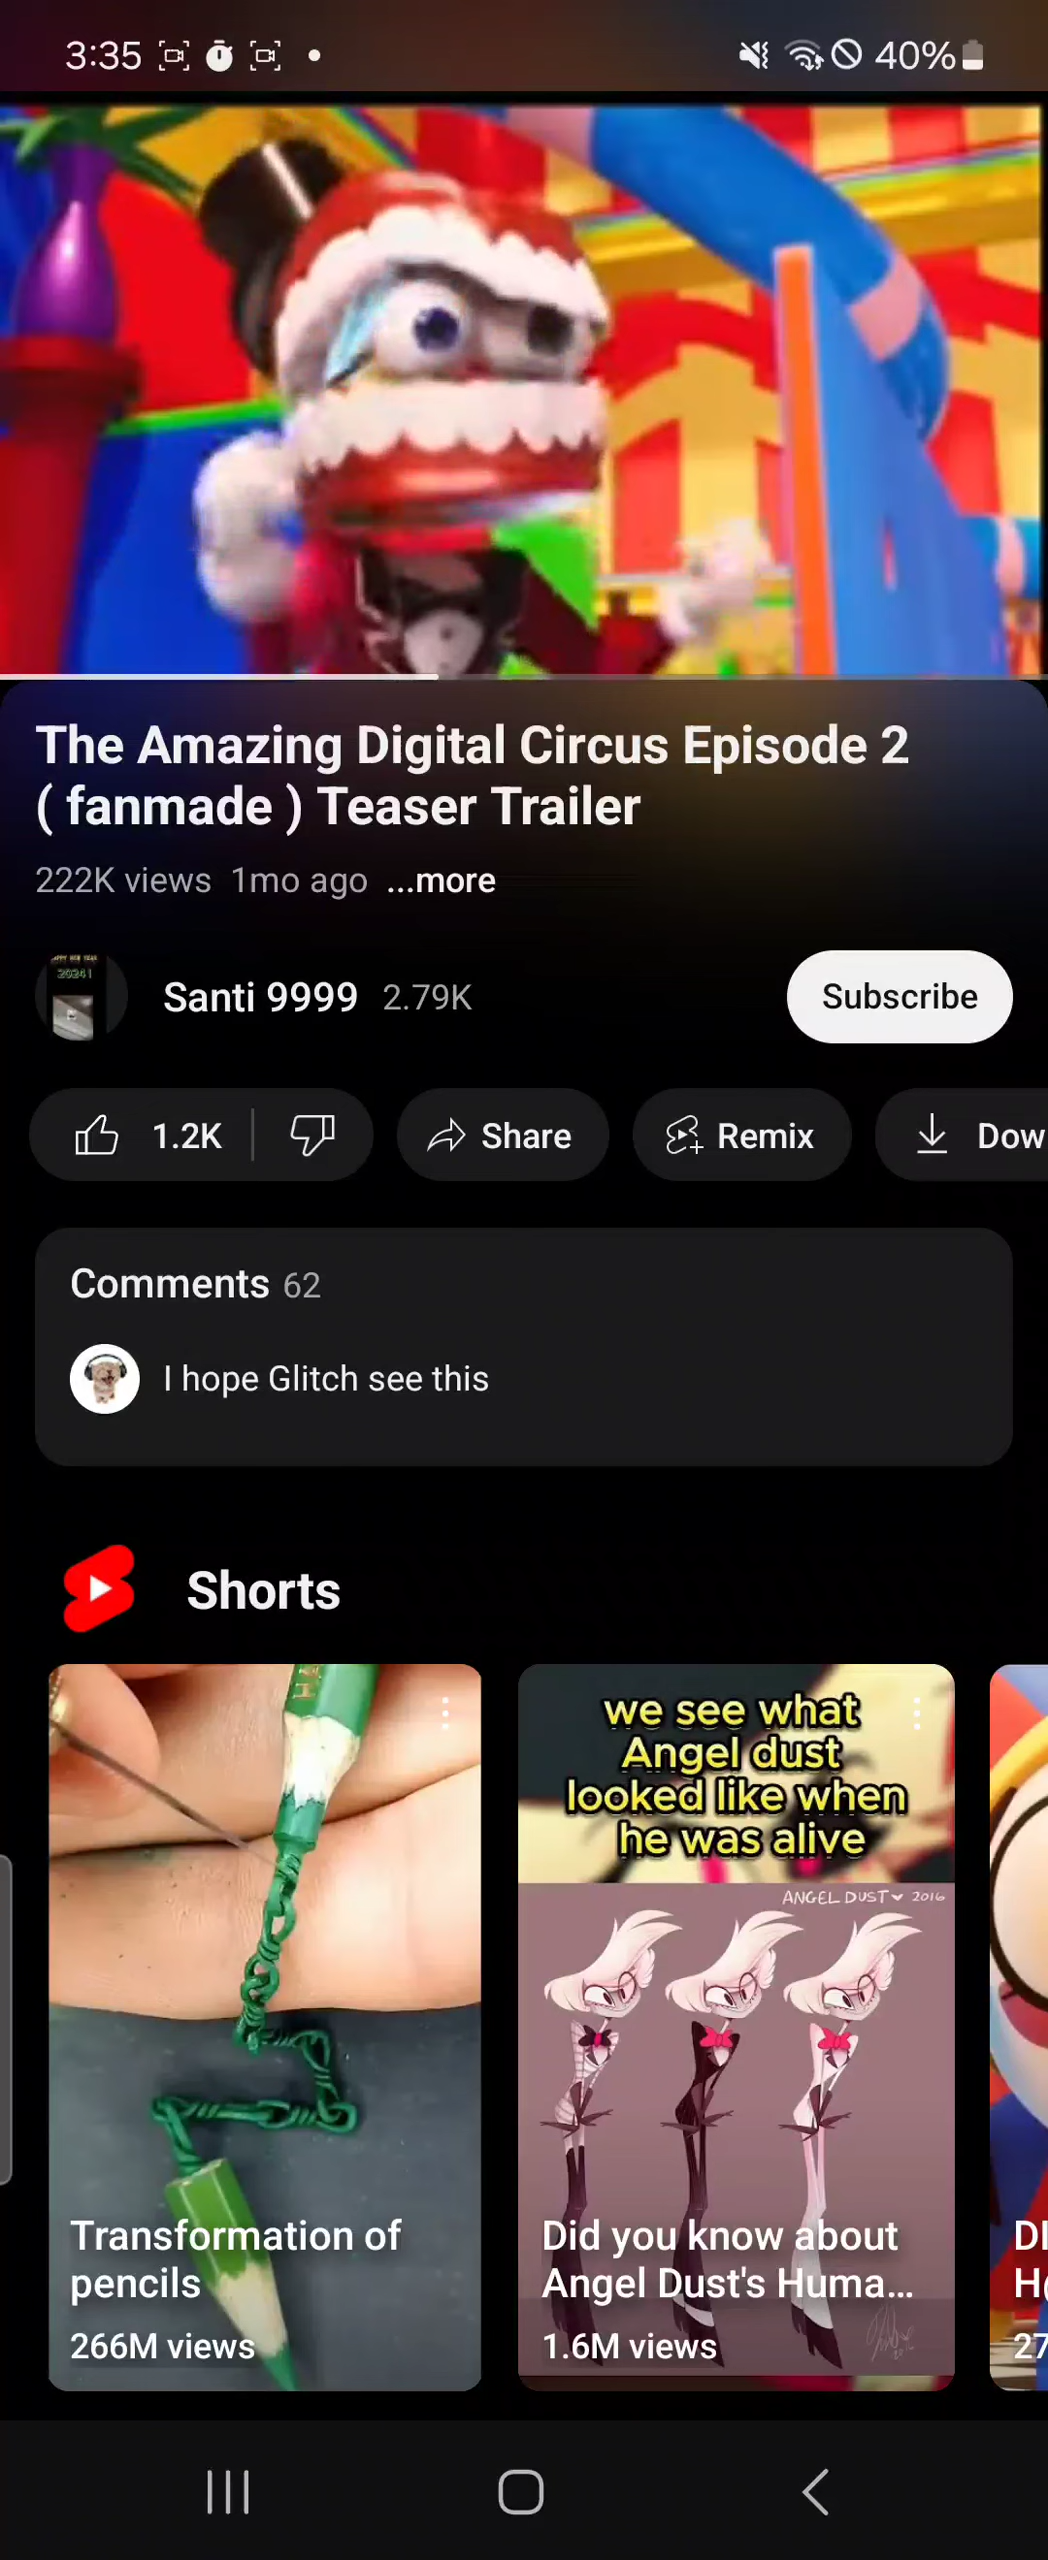 3:35
40%
The Amazing Digital Circus Episode 2
( fanmade ) Teaser Trailer
222K views 1mo ago ...more
2024!
Santi 9999 2.79K
Subscribe
1.2K
Share
Remix
Dow
Comments 62
I hope Glitch see this
Shorts
Transformation of
pencils
266M views
we see what
Angel dust
looked like when
he was alive
ANGEL DUST♥ 2016
Did you know about
Angel Dust's Huma...
1.6M views
27